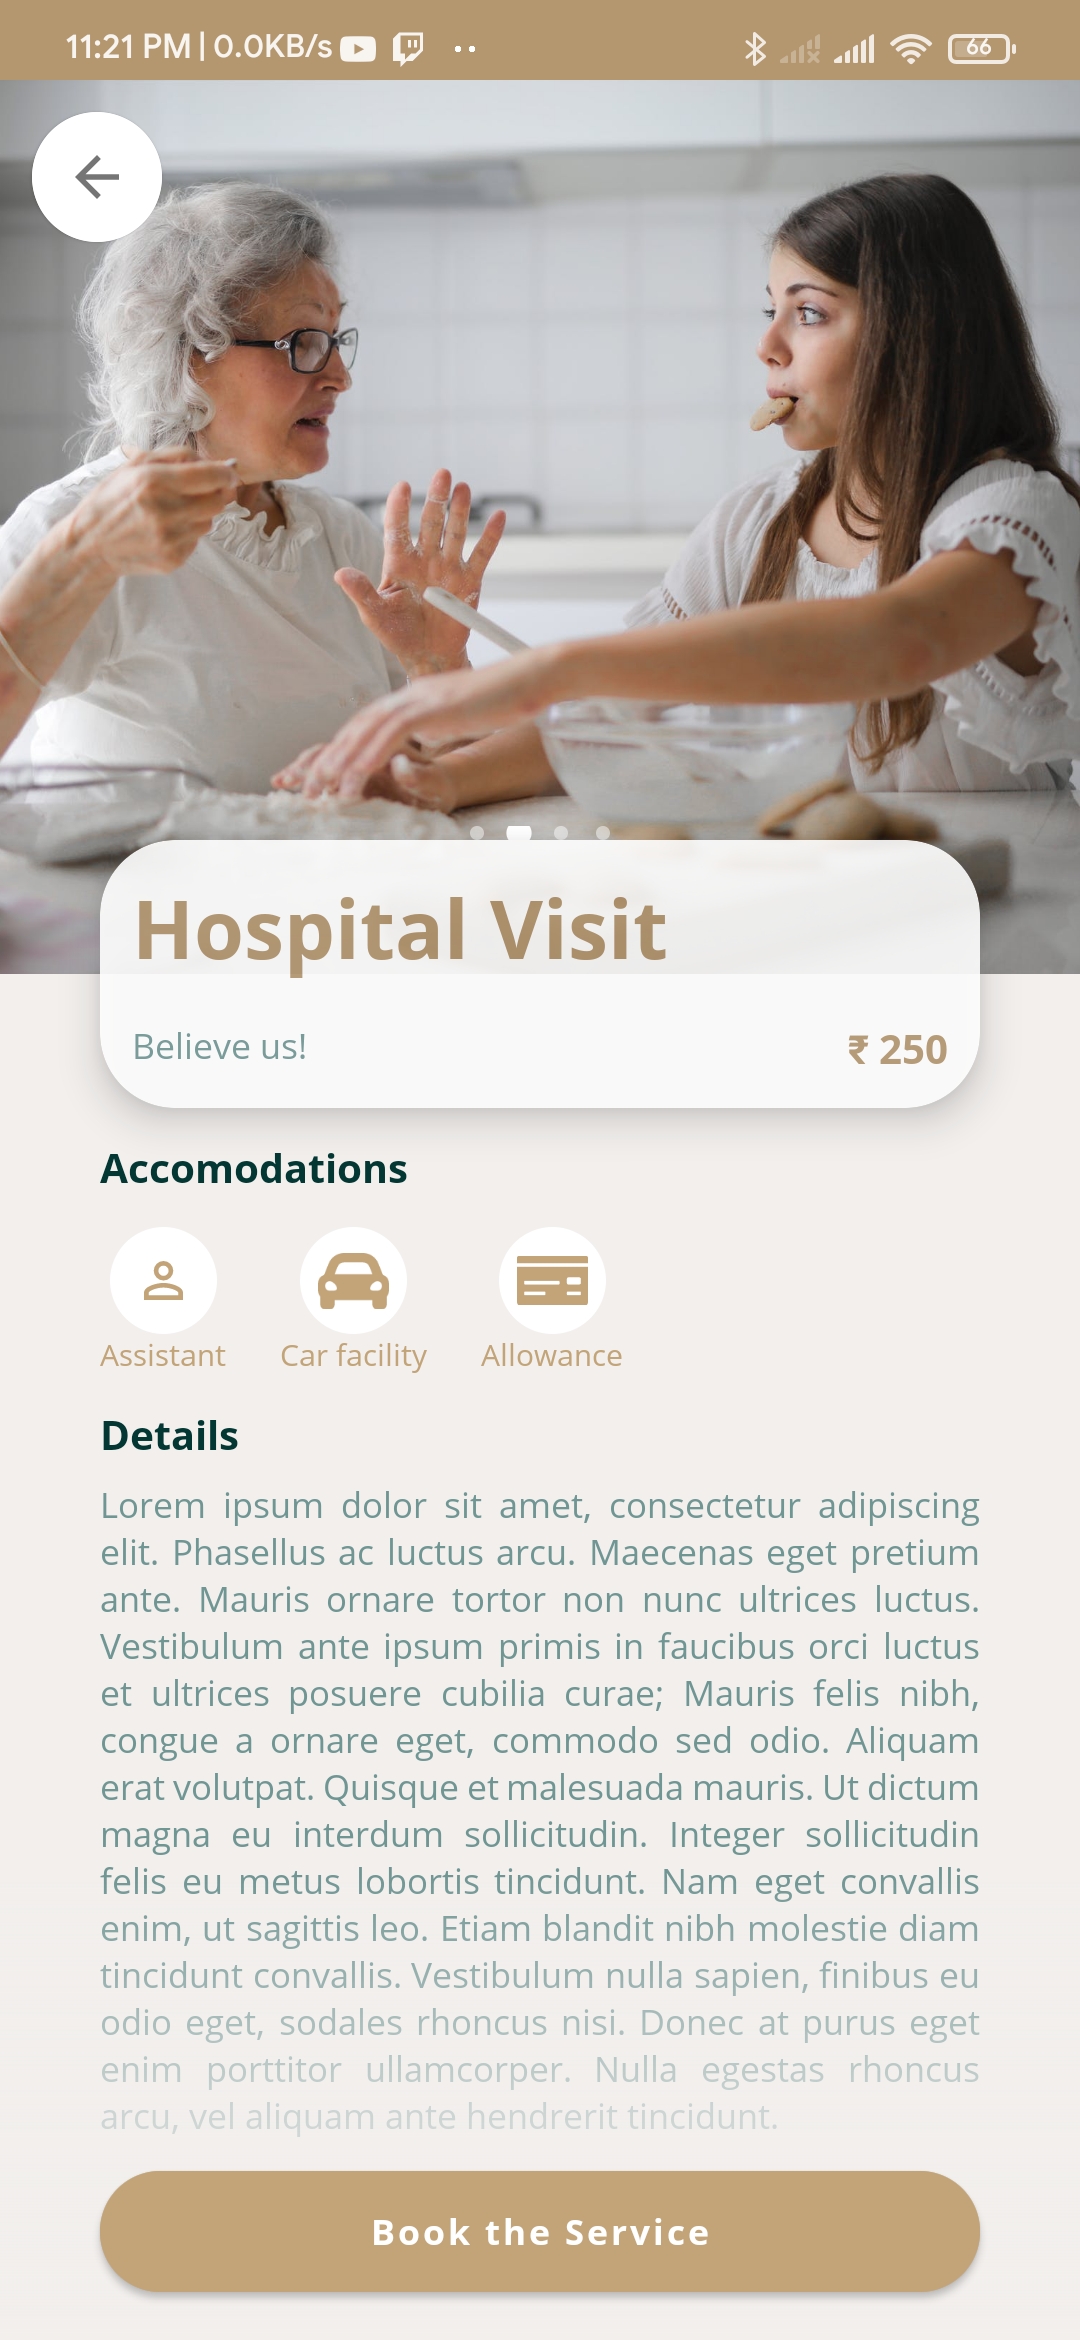 11:21 PM | 0.0KB/s
66
Hospital Visit
Believe us!
₹ 250
Accomodations
Assistant Car facility Allowance
Details
Lorem ipsum dolor sit amet, consectetur adipiscing
elit. Phasellus ac luctus arcu. Maecenas eget pretium
ante. Mauris ornare tortor non nunc ultrices luctus.
Vestibulum ante ipsum primis in faucibus orci luctus
et ultrices posuere cubilia curae; Mauris felis nibh,
congue a ornare eget, commodo sed odio. Aliquam
erat volutpat. Quisque et malesuada mauris. Ut dictum
magna eu interdum sollicitudin. Integer sollicitudin
felis eu metus lobortis tincidunt. Nam eget convallis
enim, ut sagittis leo. Etiam blandit nibh molestie diam
tincidunt convallis. Vestibulum nulla sapien, finibus eu
odio eget, sodales rhoncus nisi. Donec at purus eget
enim porttitor ullamcorper. Nulla egestas rhoncus
arcu, vel aliquam ante hendrerit tincidunt.
Book the Service